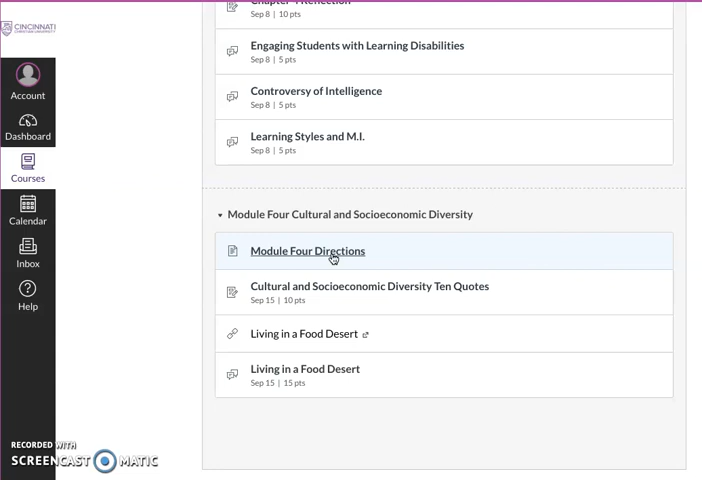 CINCINNATI
CHRISTIAN UNIVERSITY
Account
Dashboard
Courses
Calendar
Inbox
Help
Sep 8 | 10 pts
Engaging Students with Learning Disabilities
Sep 8 | 5 pts
Controversy of Intelligence
Sep 8 | 5 pts
Learning Styles and M.I.
Sep 8 | 5 pts
Module Four Cultural and Socioeconomic Diversity
Module Four Directions
Cultural and Socioeconomic Diversity Ten Quotes
Sep 15 | 10 pts
Living in a Food Desert
Living in a Food Desert
Sep 15 | 15 pts
RECORDED WITH
SCREENCAST MATIC